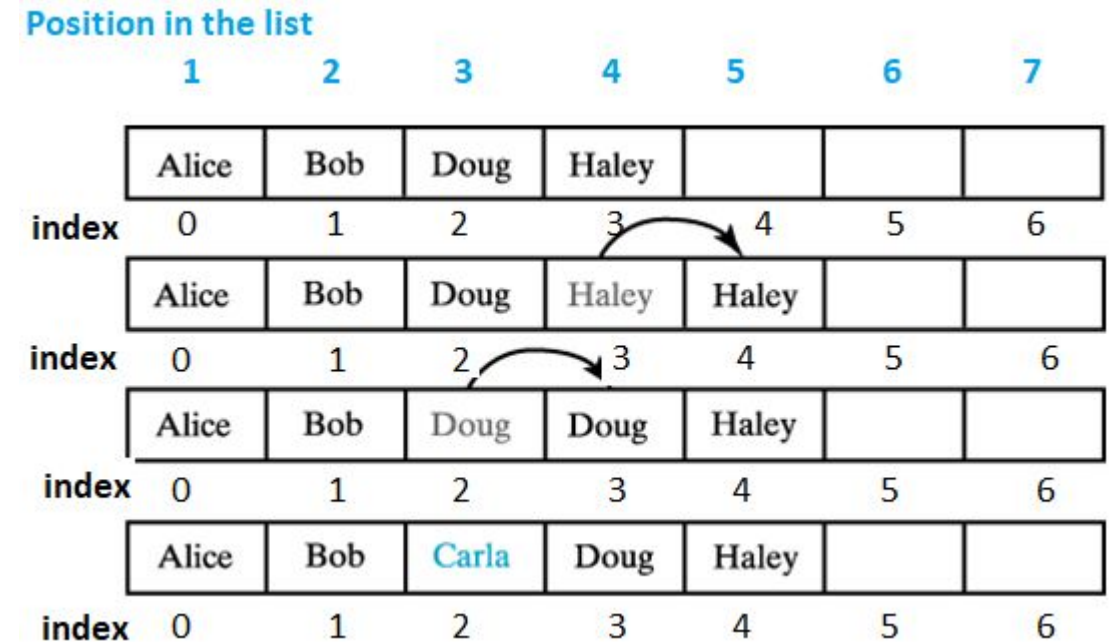 Position in the list
1 2 3 4 5 6 7
Alice Bob Doug Haley
index 0 1 2 3 4 5 6
Alice Bob Doug Haley Haley
index 0 1 2 3 4 5 6
Alice Bob Doug Doug Haley
index 0 1 2 3 4 5 6
Alice Bob Carla Doug Haley
index 0 1 2 3 4 5 6